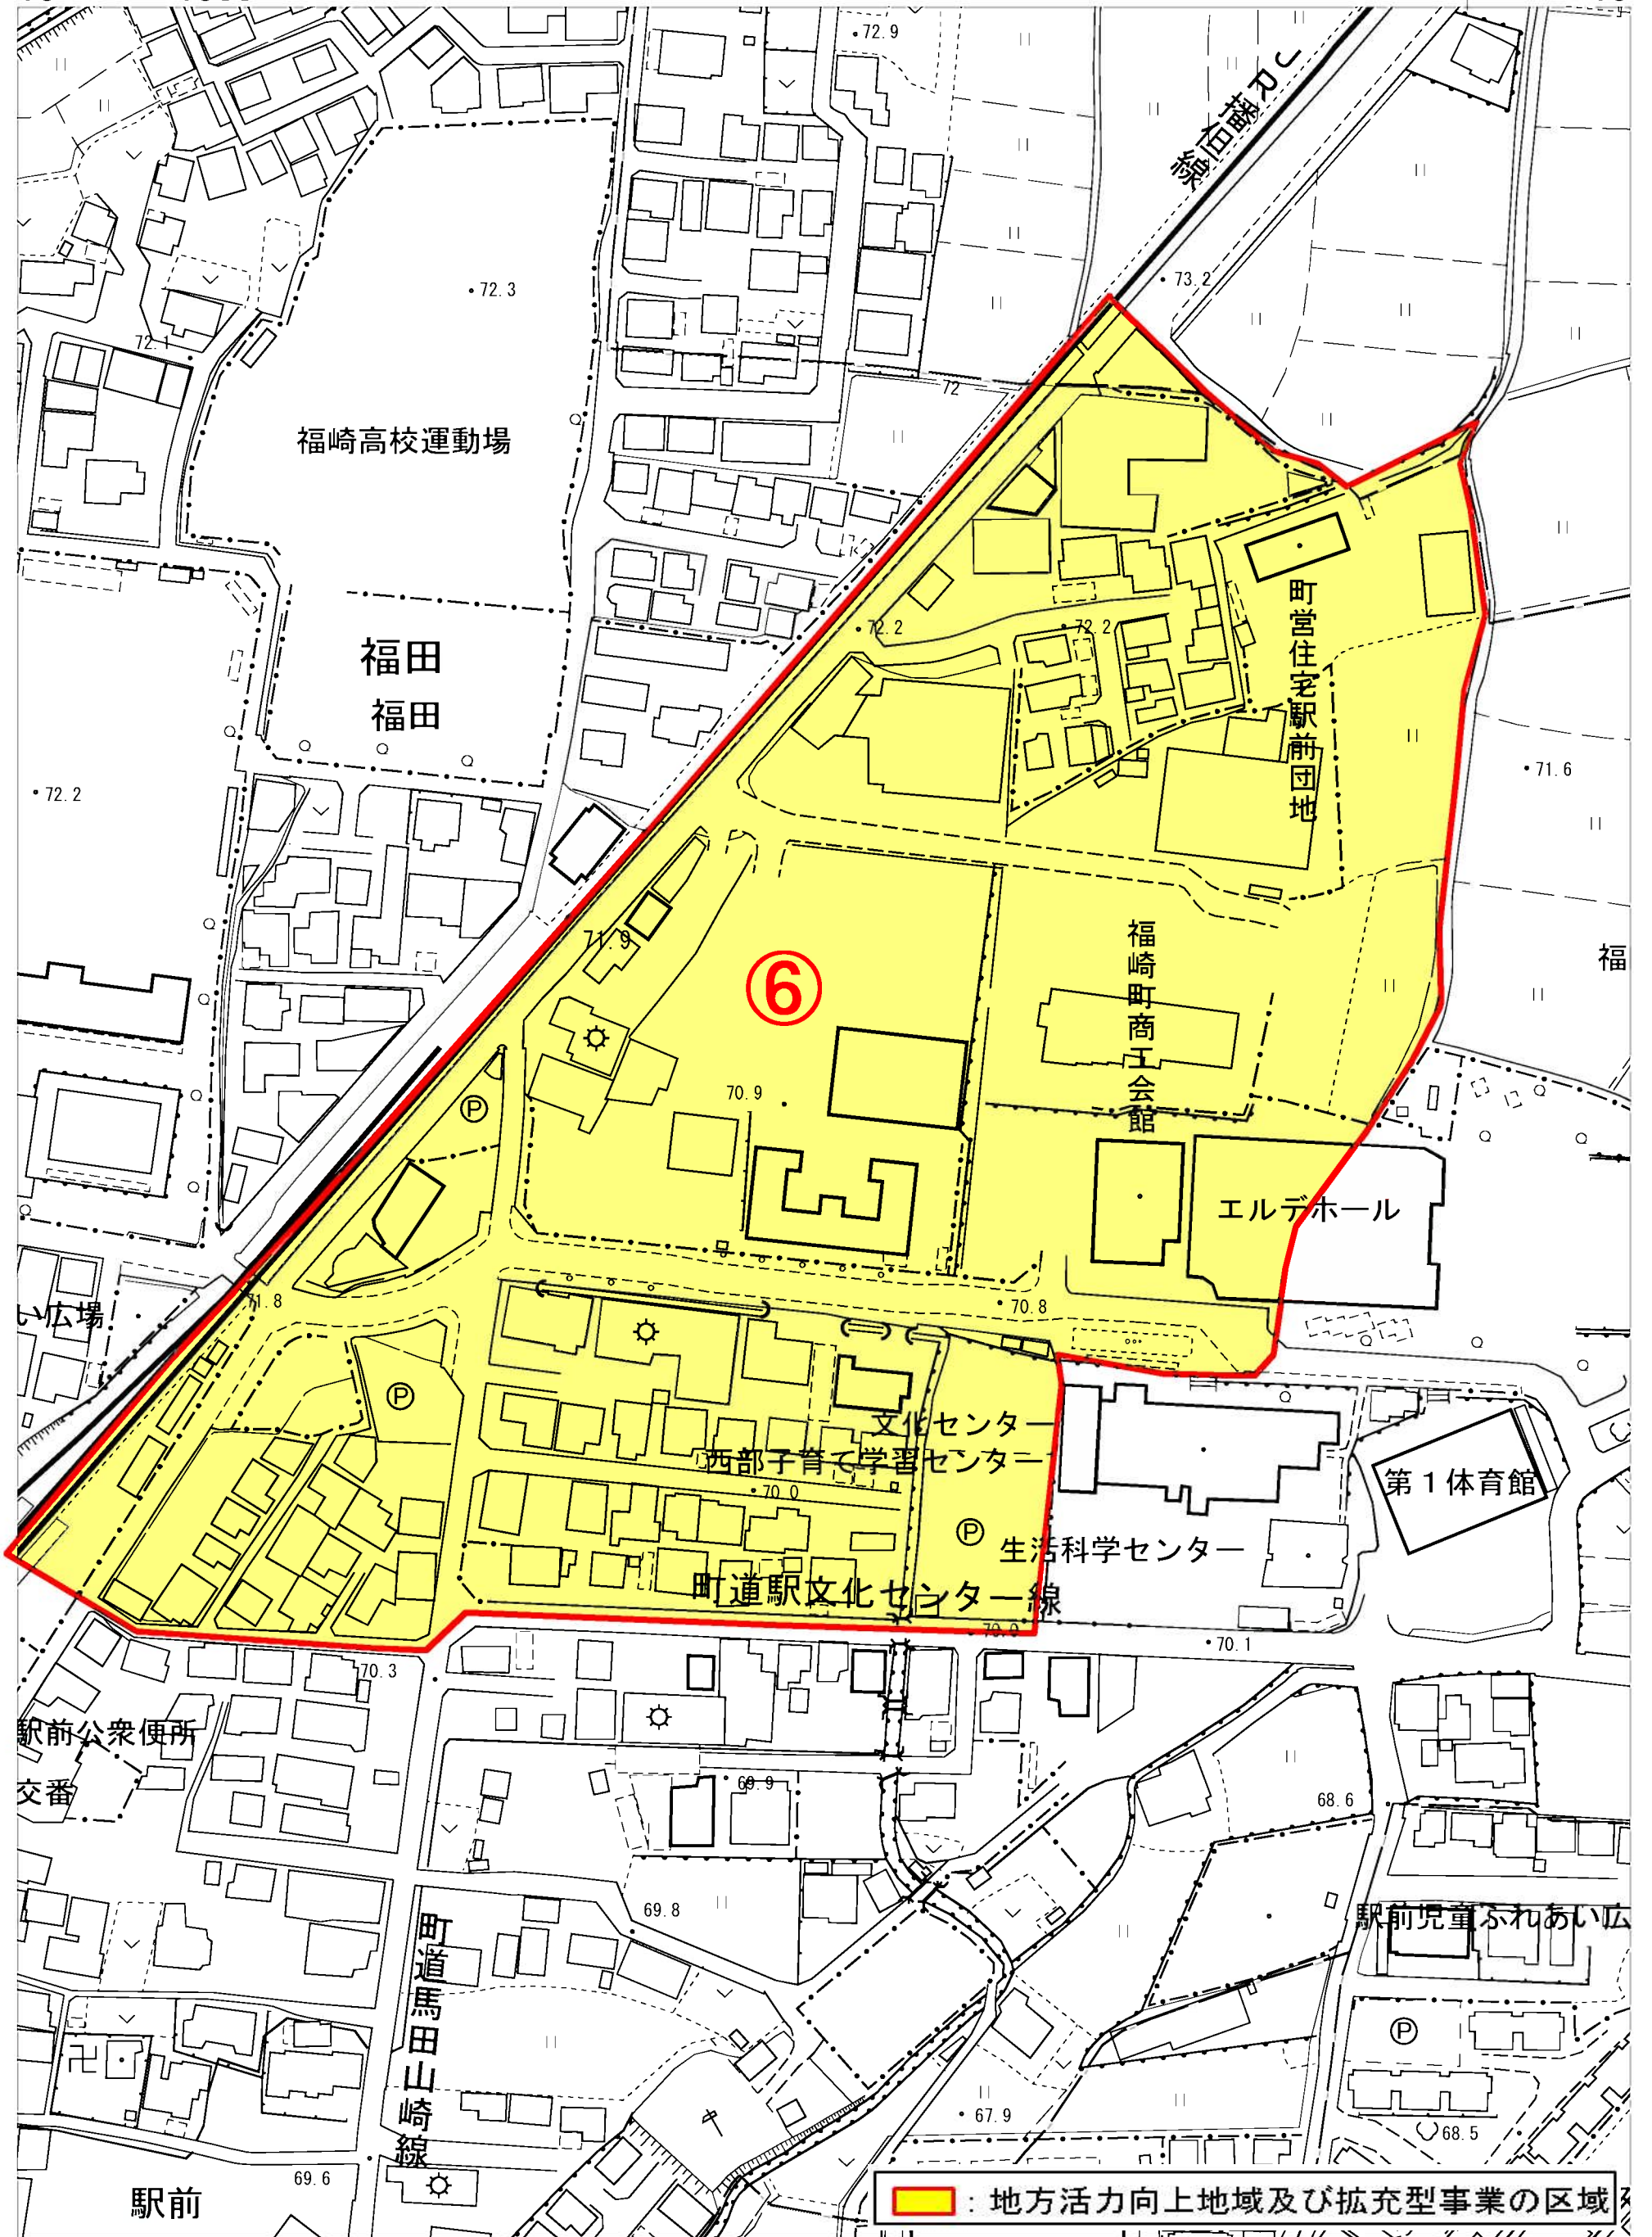 72.9
JR播但線
73.2
72.3
72.1
72
福崎高校運動場
72.2
72.2
町営住宅駅前団地
福田
福田
71.6
72.2
71.9
福崎町商工会館
福
⑥
70.9
P
エルデホール
71.8
い広場
70.8
P
文化センター
西部子育て学習センター
70.0
第1体育館
P
生活科学センター
町道駅文化センター線
70.0
70.1
70.3
駅前公衆便所
交番
69.9
68.6
69.8
駅前児童ふれあい広
町道馬田山崎線
P
67.9
68.5
69.6
駅前
：地方活力向上地域及び拡充型事業の区域